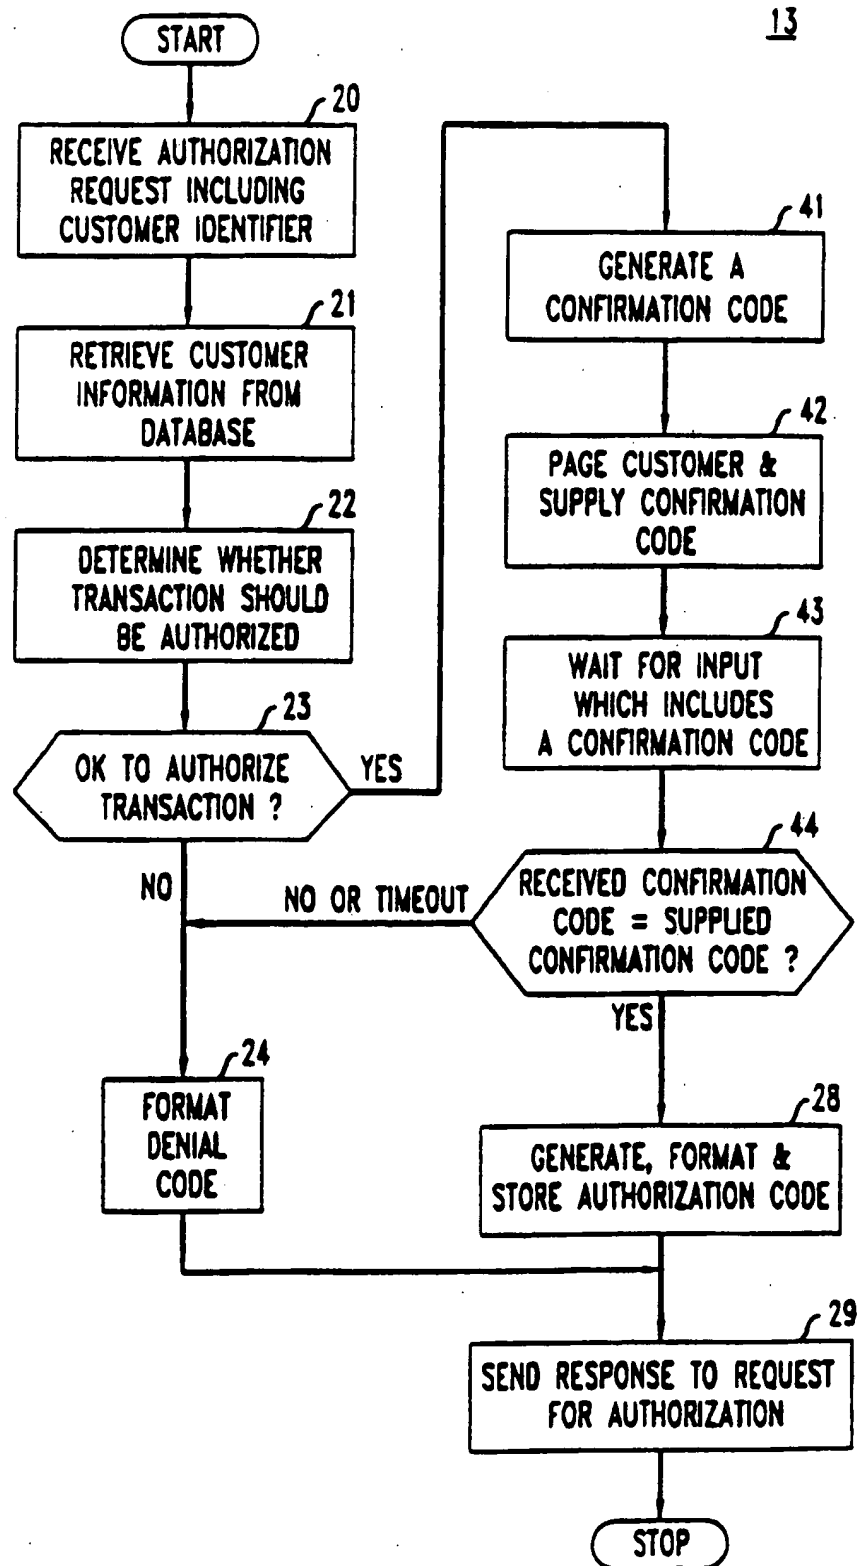 13
START
20
RECEIVE AUTHORIZATION
REQUEST INCLUDING
CUSTOMER IDENTIFIER
21
RETRIEVE CUSTOMER
INFORMATION FROM
DATABASE
22
DETERMINE WHETHER
TRANSACTION SHOULD
BE AUTHORIZED
23
OK TO AUTHORIZE
TRANSACTION ?
YES
NO
41
GENERATE A
CONFIRMATION CODE
42
PAGE CUSTOMER &
SUPPLY CONFIRMATION
CODE
43
WAIT FOR INPUT
WHICH INCLUDES
A CONFIRMATION CODE
44
RECEIVED CONFIRMATION
CODE = SUPPLIED
CONFIRMATION CODE ?
NO OR TIMEOUT
YES
24
FORMAT
DENIAL
CODE
28
GENERATE, FORMAT &
STORE AUTHORIZATION CODE
29
SEND RESPONSE TO REQUEST
FOR AUTHORIZATION
STOP